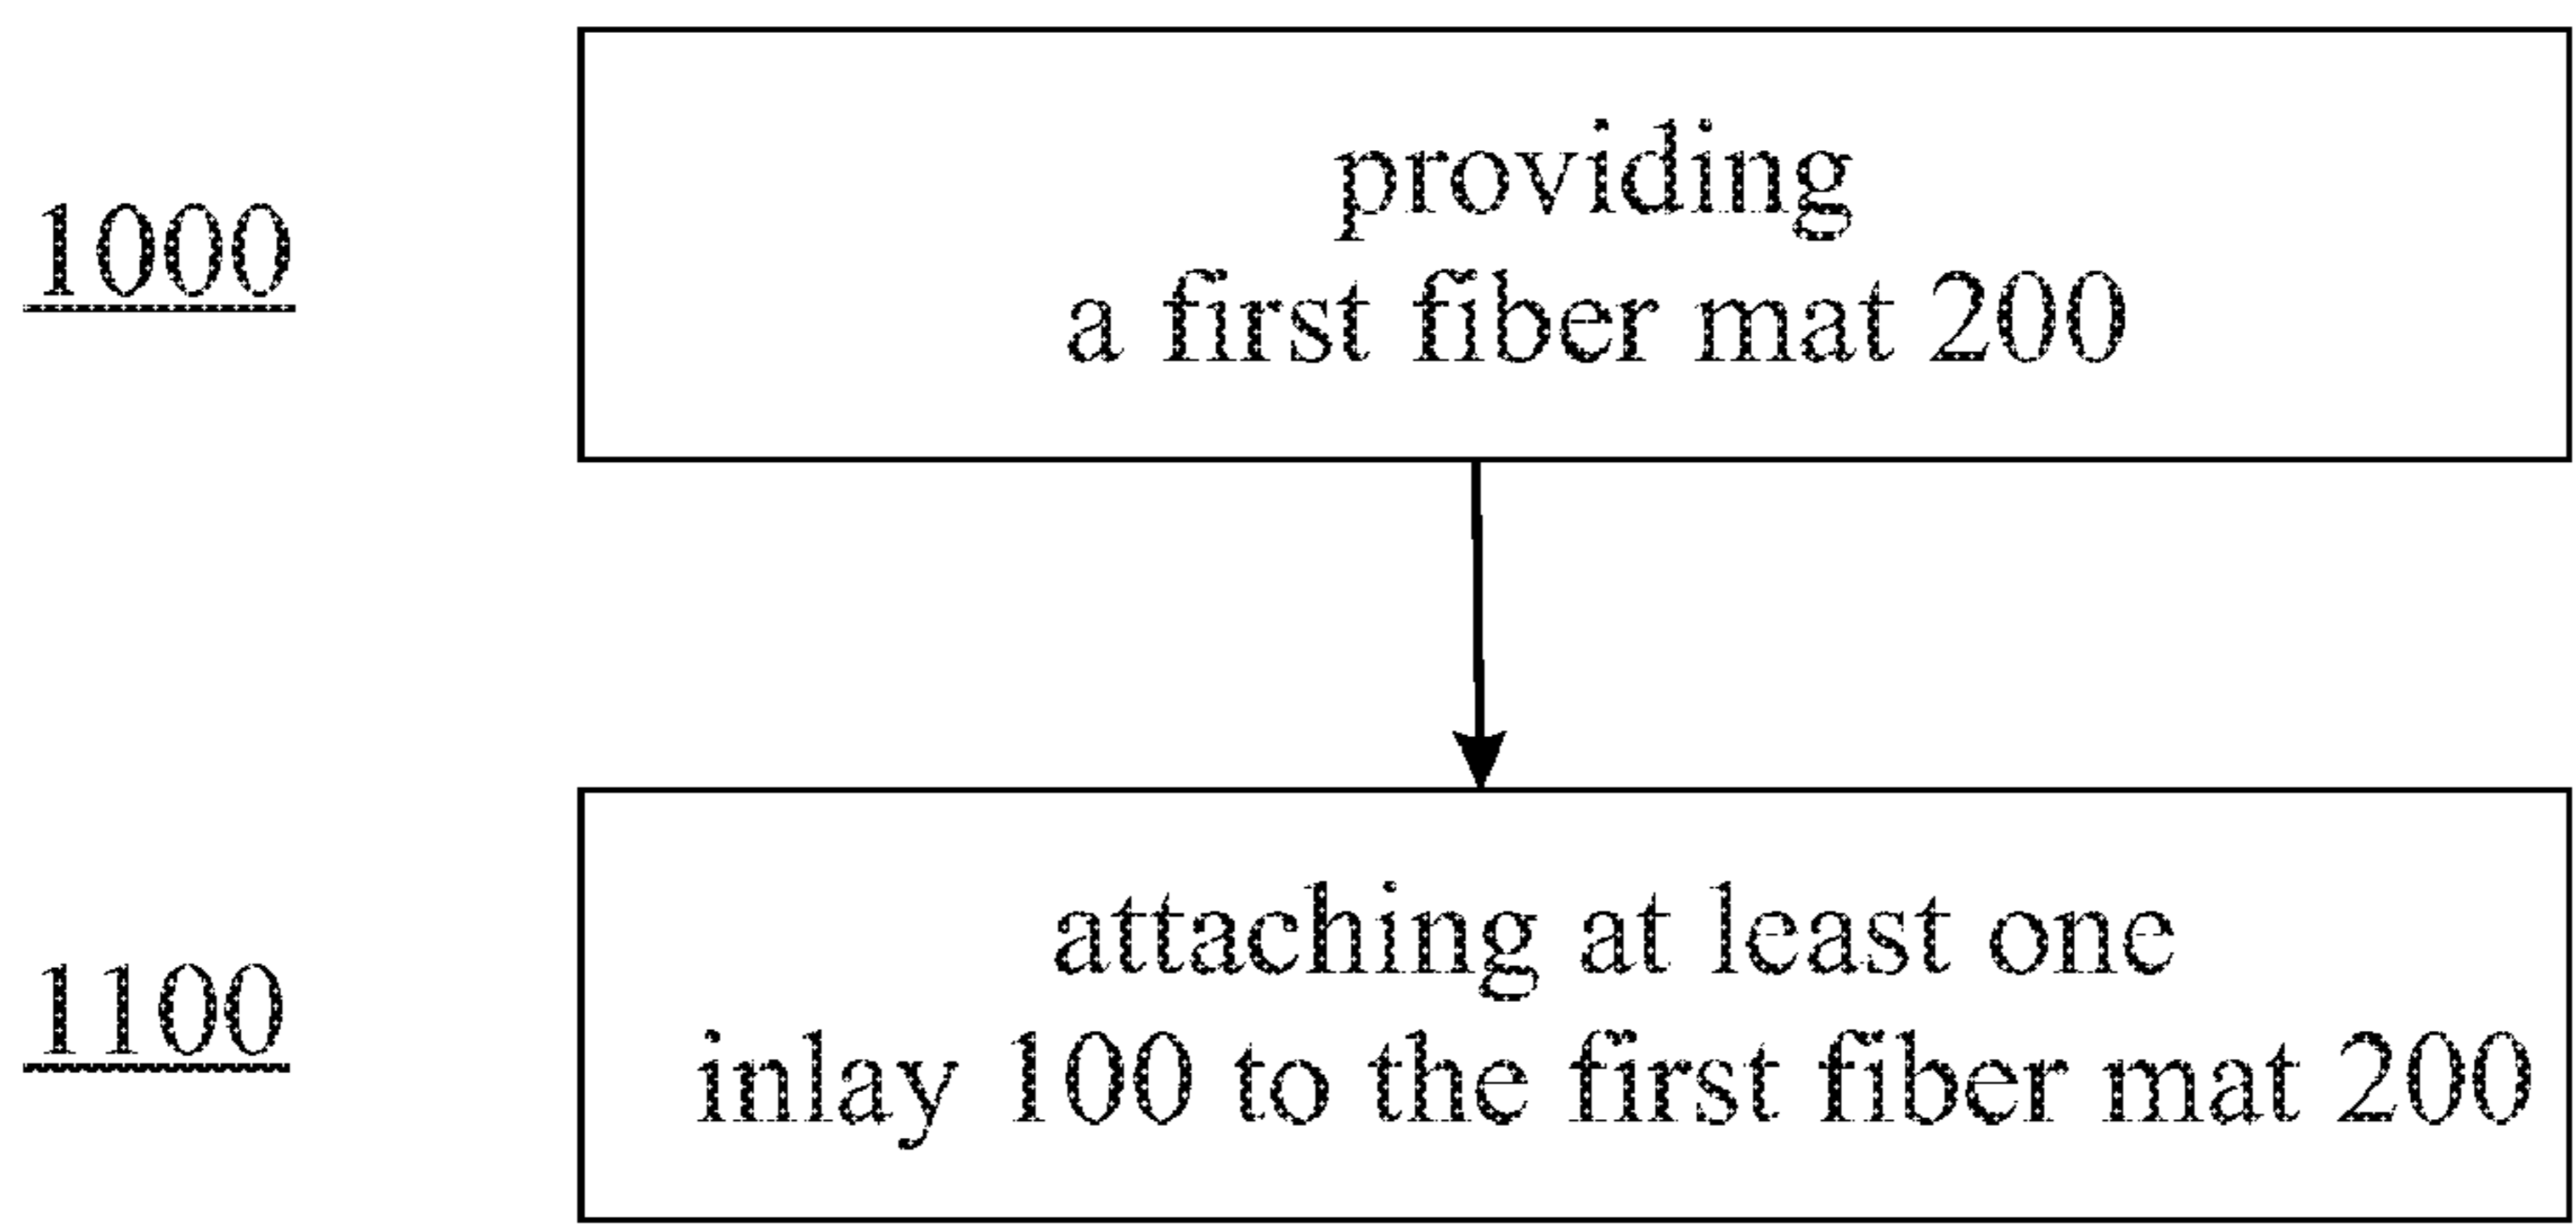 1000
providing
a first fiber mat 200
1100
attaching at least one
inlay 100 to the first fiber mat 200